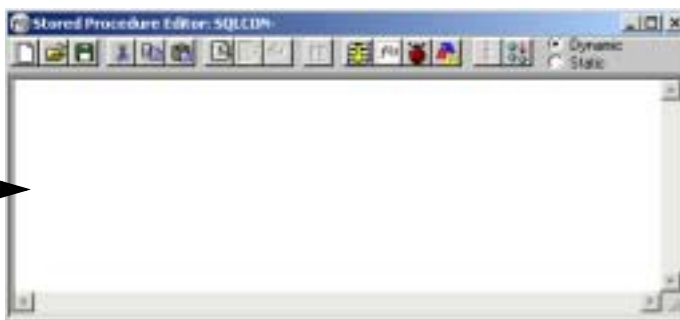 Stored Procedure Editor: SQLCON-
f(x)
Dynamic
Static